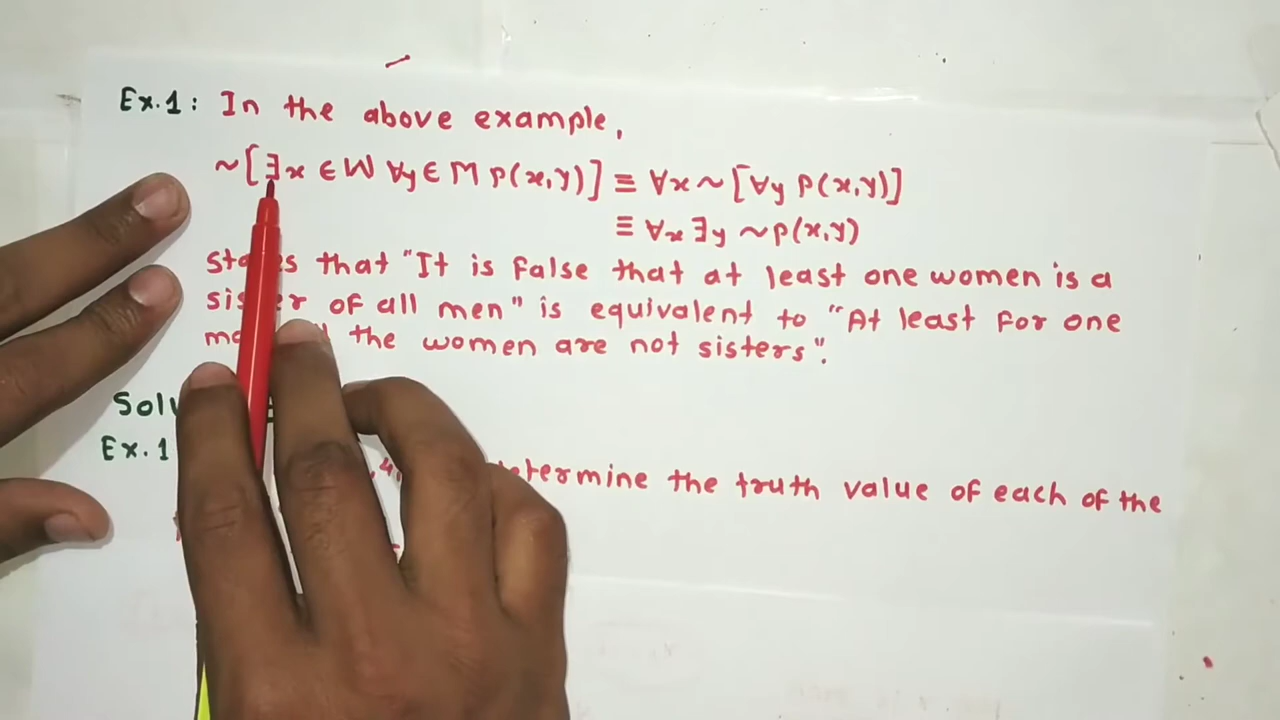 Ex.1: In the above example,
~[∃x ∈ W ∀y ∈ M P(x,y)] ≡ ∀x ~ [∀y P(x,y)]
≡ ∀x ∃y ~P(x,y)
that "It is false that at least one women is a
of all men" is equivalent to "At least for one
the women are not sisters".
Ex.1 determine the truth value of each of the